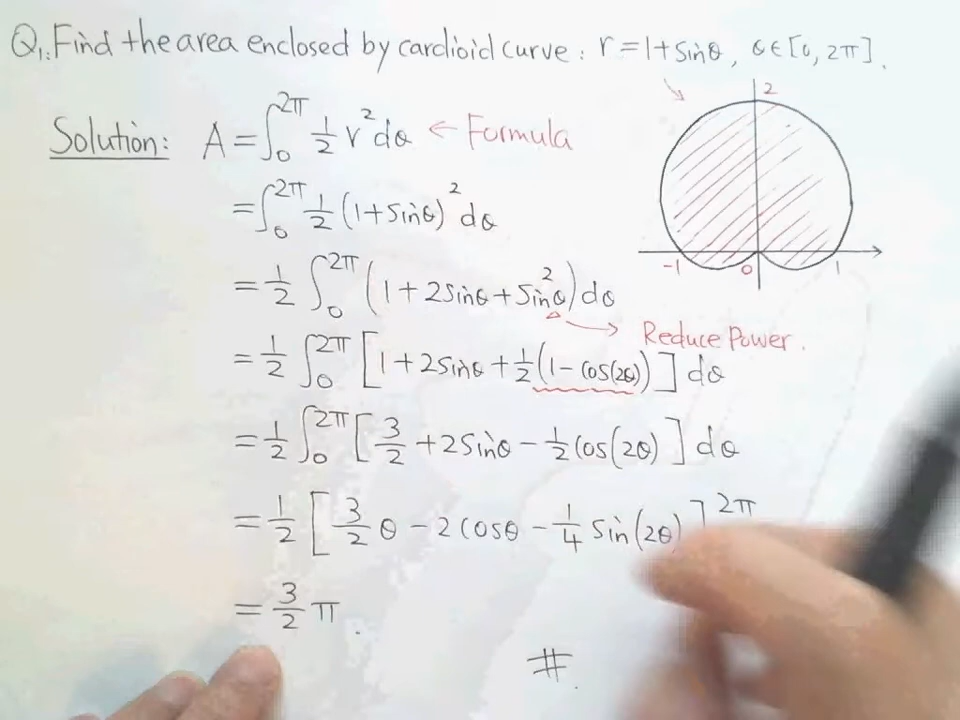 Q1: Find the area enclosed by cardioid curve: r=1+sinθ, θ∈[0,2π].
2
Solution: A=∫₀^2π 1/2 r² dθ ← Formula
=∫₀^2π 1/2 (1+sinθ)² dθ
-1 0 1
=1/2 ∫₀^2π (1+2sinθ+sin²θ) dθ
→ Reduce Power.
=1/2 ∫₀^2π [1+2sinθ+1/2(1-cos(2θ))] dθ
=1/2 ∫₀^2π [3/2+2sinθ-1/2cos(2θ)] dθ
=1/2 [3/2 θ-2cosθ-1/4 sin(2θ)]^2π
=3/2 π.
#.